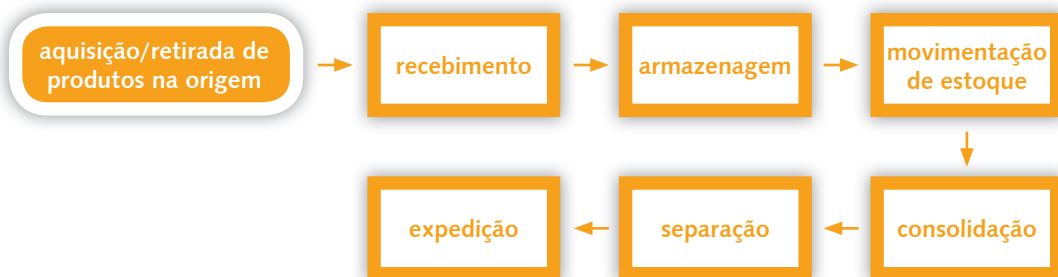 aquisição/retirada de
produtos na origem
recebimento
armazenagem
movimentação
de estoque
consolidação
separação
expedição